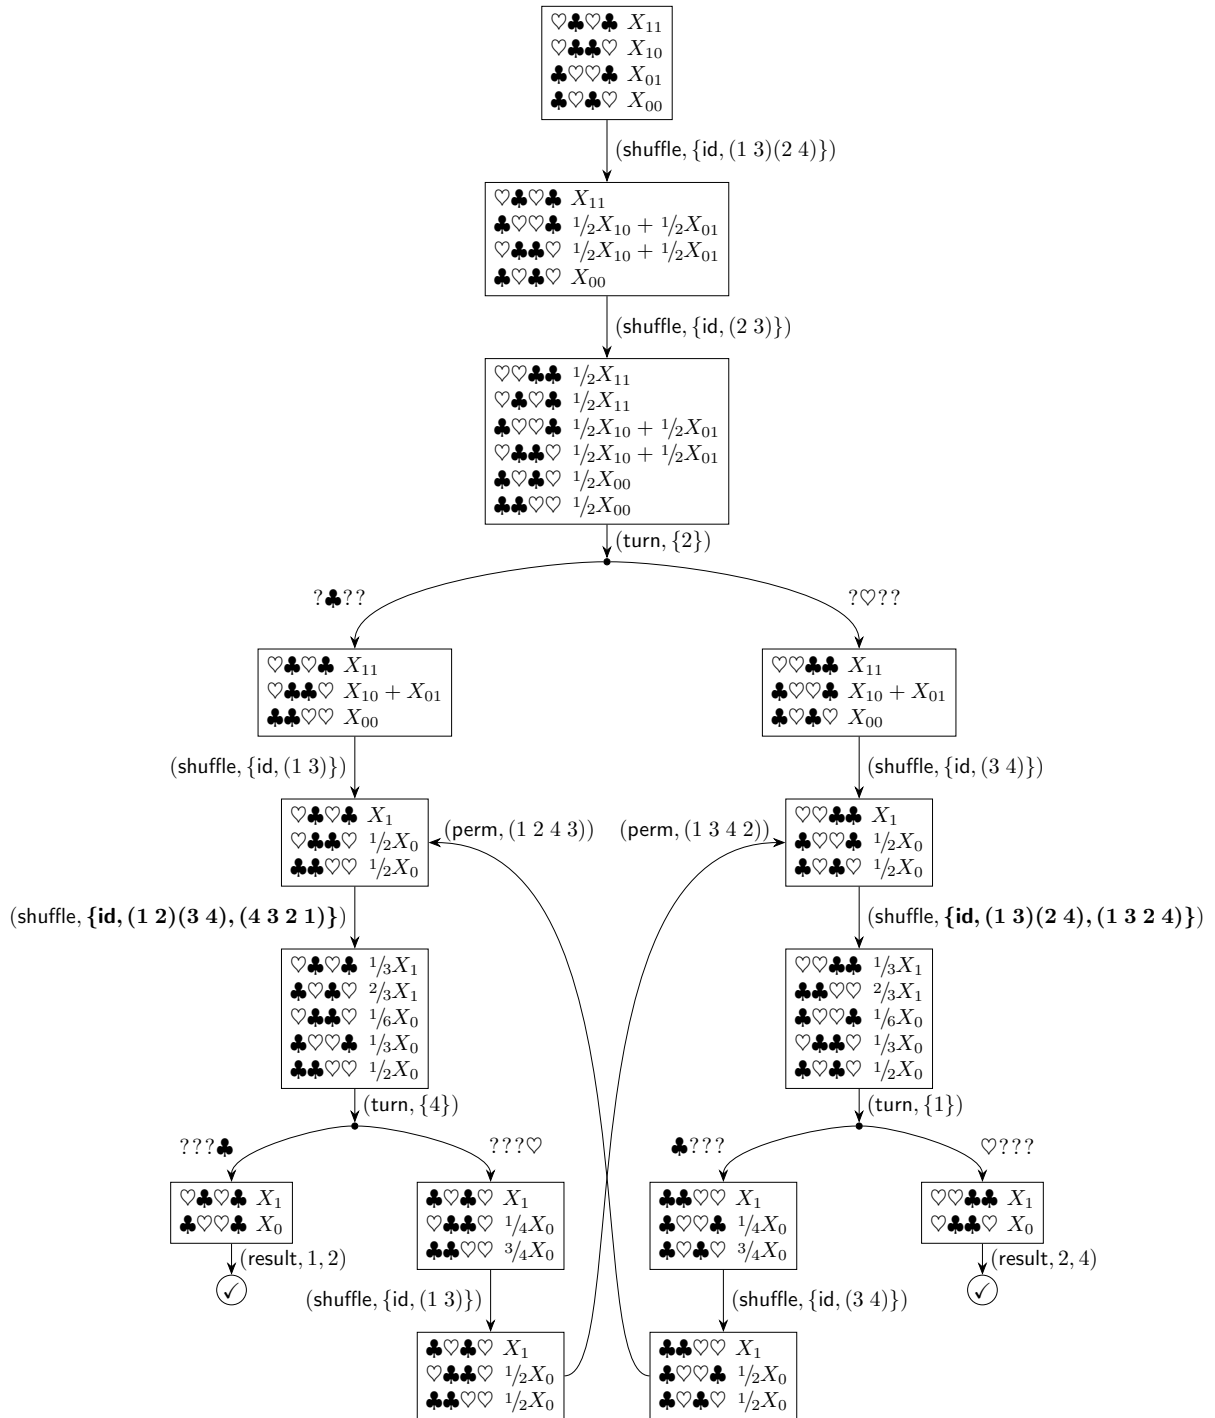 ♡♣♡♣ X₁₁
♡♣♣♡ X₁₀
♣♡♡♣ X₀₁
♣♡♣♡ X₀₀
(shuffle, {id, (1 3)(2 4)})
♡♣♡♣ X₁₁
♣♡♡♣ 1/2X₁₀ + 1/2X₀₁
♡♣♣♡ 1/2X₁₀ + 1/2X₀₁
♣♡♣♡ X₀₀
(shuffle, {id, (2 3)})
♡♡♣♣ 1/2X₁₁
♡♣♡♣ 1/2X₁₁
♣♡♡♣ 1/2X₁₀ + 1/2X₀₁
♡♣♣♡ 1/2X₁₀ + 1/2X₀₁
♣♡♣♡ 1/2X₀₀
♣♣♡♡ 1/2X₀₀
(turn, {2})
?♣??
?♡??
♡♣♡♣ X₁₁
♡♣♣♡ X₁₀ + X₀₁
♣♣♡♡ X₀₀
♡♡♣♣ X₁₁
♣♡♡♣ X₁₀ + X₀₁
♣♡♣♡ X₀₀
(shuffle, {id, (1 3)})
(shuffle, {id, (3 4)})
♡♣♡♣ X₁
♡♣♣♡ 1/2X₀
♣♣♡♡ 1/2X₀
(perm, (1 2 4 3))
(perm, (1 3 4 2))
♡♡♣♣ X₁
♣♡♡♣ 1/2X₀
♣♡♣♡ 1/2X₀
(shuffle, {id, (1 2)(3 4), (4 3 2 1)})
(shuffle, {id, (1 3)(2 4), (1 3 2 4)})
♡♣♡♣ 1/3X₁
♣♡♣♡ 2/3X₁
♡♣♣♡ 1/6X₀
♣♡♡♣ 1/3X₀
♣♣♡♡ 1/2X₀
♡♡♣♣ 1/3X₁
♣♣♡♡ 2/3X₁
♣♡♡♣ 1/6X₀
♡♣♣♡ 1/3X₀
♣♡♣♡ 1/2X₀
(turn, {4})
(turn, {1})
???♣
???♡
♣???
♡???
♡♣♡♣ X₁
♣♡♡♣ X₀
♣♡♣♡ X₁
♡♣♣♡ 1/4X₀
♣♣♡♡ 3/4X₀
♣♣♡♡ X₁
♣♡♡♣ 1/4X₀
♣♡♣♡ 3/4X₀
♡♡♣♣ X₁
♡♣♣♡ X₀
(result, 1, 2)
(result, 2, 4)
✓
✓
(shuffle, {id, (1 3)})
(shuffle, {id, (3 4)})
♣♡♣♡ X₁
♡♣♣♡ 1/2X₀
♣♣♡♡ 1/2X₀
♣♣♡♡ X₁
♣♡♡♣ 1/2X₀
♣♡♣♡ 1/2X₀